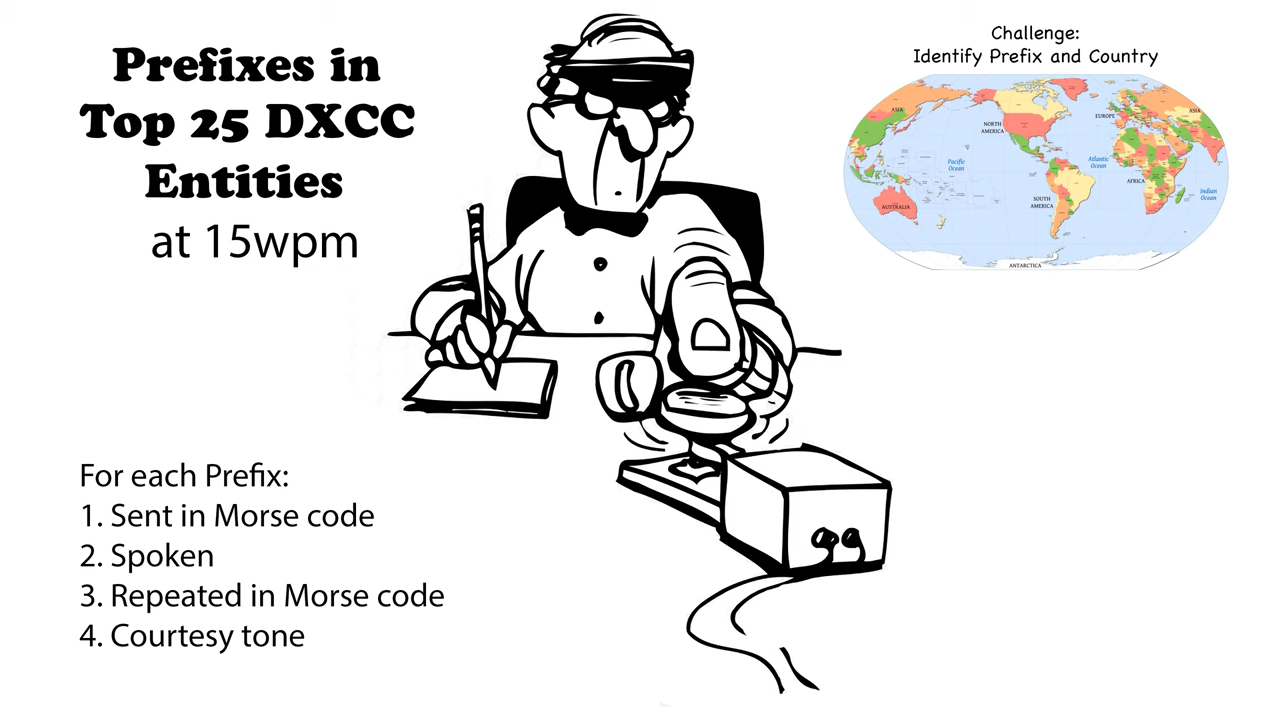 Prefixes in
Top 25 DXCC
Entities
at 15wpm
Challenge:
Identify Prefix and Country
ASIA
NORTH
AMERICA
EUROPE
ASIA
Pacific
Ocean
Atlantic
Ocean
AFRICA
SOUTH
AMERICA
Indian
Ocean
AUSTRALIA
ANTARCTICA
For each Prefix:
1. Sent in Morse code
2. Spoken
3. Repeated in Morse code
4. Courtesy tone